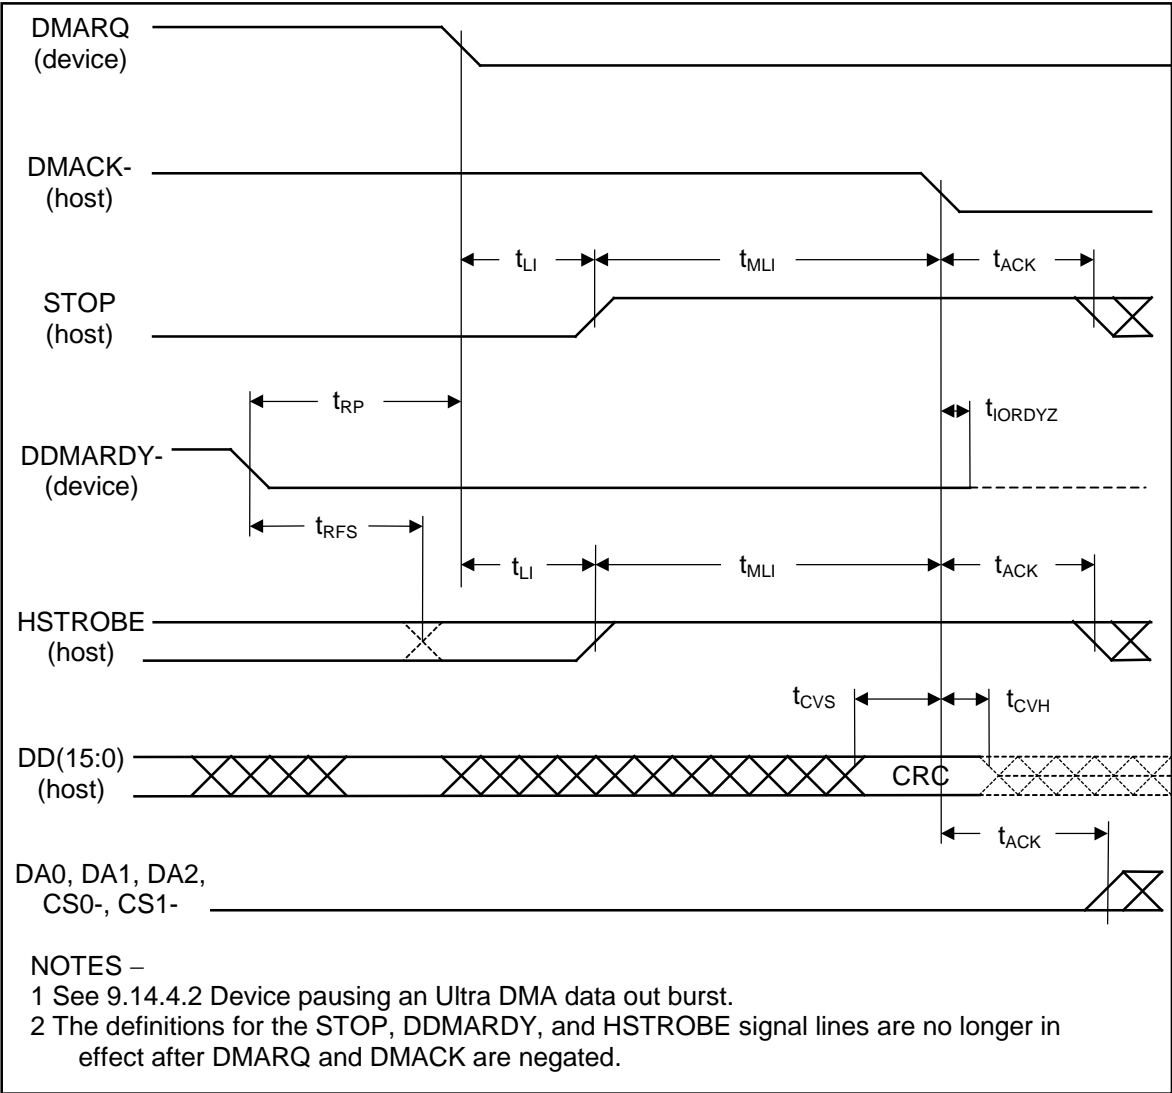 DMARQ
(device)
DMACK-
(host)
tLI
tMLI
tACK
STOP
(host)
tRP
tIORDYZ
DDMARDY-
(device)
tRFS
tLI
tMLI
tACK
HSTROBE
(host)
tCVS
tCVH
DD(15:0)
(host)
CRC
tACK
DA0, DA1, DA2,
CS0-, CS1-
NOTES –
1 See 9.14.4.2 Device pausing an Ultra DMA data out burst.
2 The definitions for the STOP, DDMARDY, and HSTROBE signal lines are no longer in
effect after DMARQ and DMACK are negated.